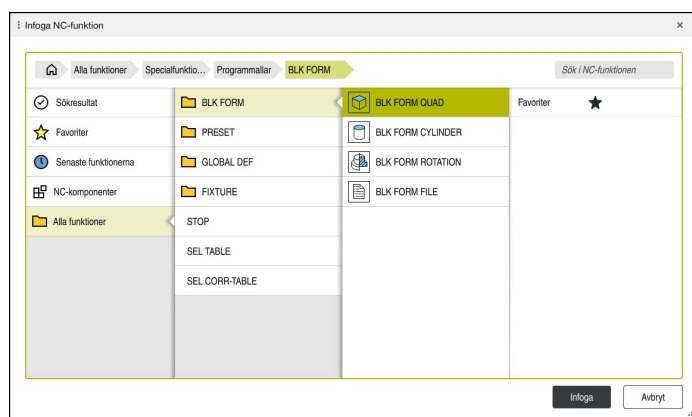 Infoga NC-funktion
Alla funktioner Specialfunktio... Programmallar BLK FORM Sök i NC-funktionen
Sökresultat BLK FORM BLK FORM QUAD Favoriter
Favoriter PRESET BLK FORM CYLINDER
Senaste funktionerna GLOBAL DEF BLK FORM ROTATION
NC-komponenter FIXTURE BLK FORM FILE
Alla funktioner STOP
SEL TABLE
SEL CORR-TABLE
Infoga Avbryt